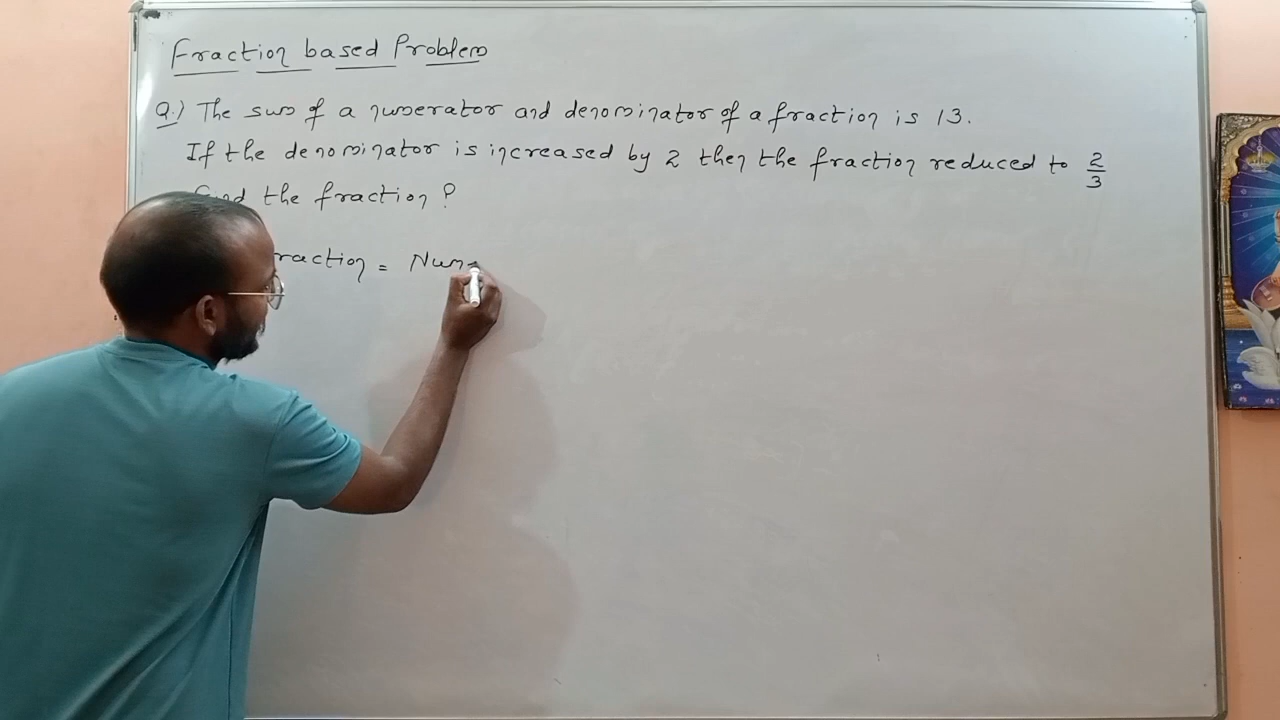 Fraction based Problem
Q.) The sum of a numerator and denominator of a fraction is 13.
If the denominator is increased by 2 then the fraction reduced to 2/3
find the fraction ?
raction = Num